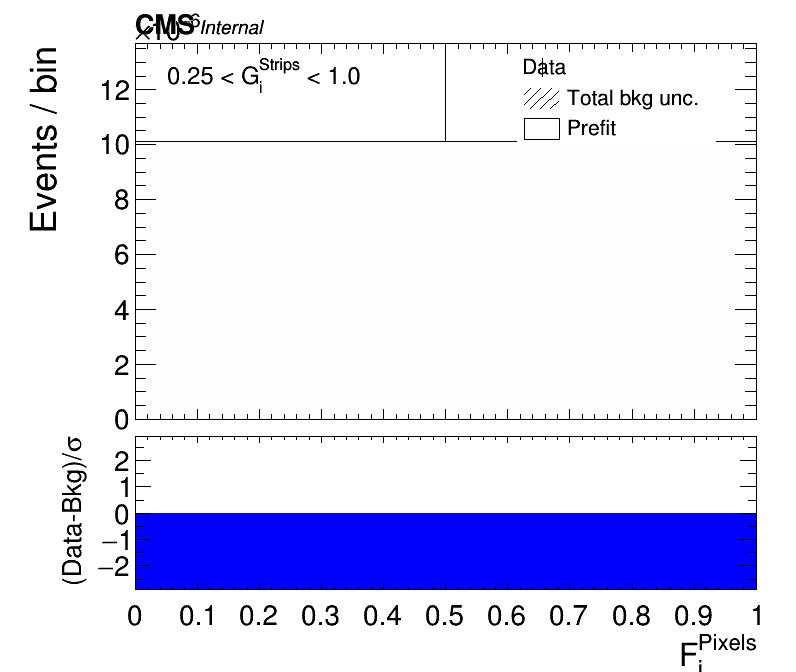 CMS Internal
×10⁻⁶
Events / bin
0.25 < G_i^Strips < 1.0
Data
Total bkg unc.
Prefit
12
10
8
6
4
2
0
(Data-Bkg)/σ
2
1
0
−1
−2
0 0.1 0.2 0.3 0.4 0.5 0.6 0.7 0.8 0.9 1
F_i^Pixels